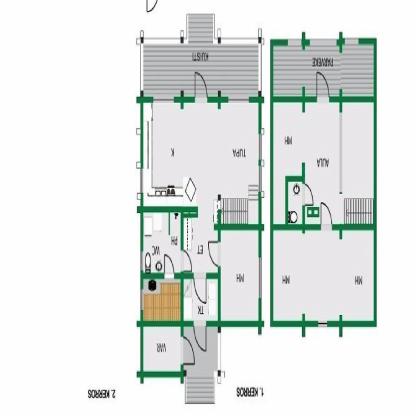 KUISTI
PARVEKE
MH
K
TUPA
AULA
PH
WC
ET
MH
MH
MH
TK
VAR
2. KERROS
1. KERROS